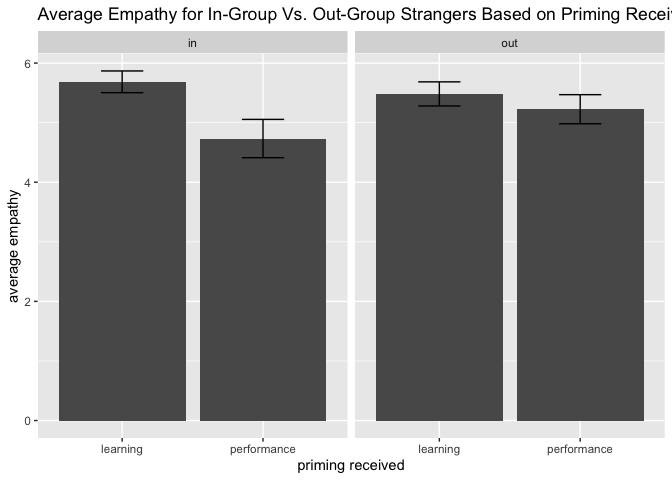 Average Empathy for In-Group Vs. Out-Group Strangers Based on Priming Recei
in out
6
4
2
0
average empathy
learning performance learning performance
priming received